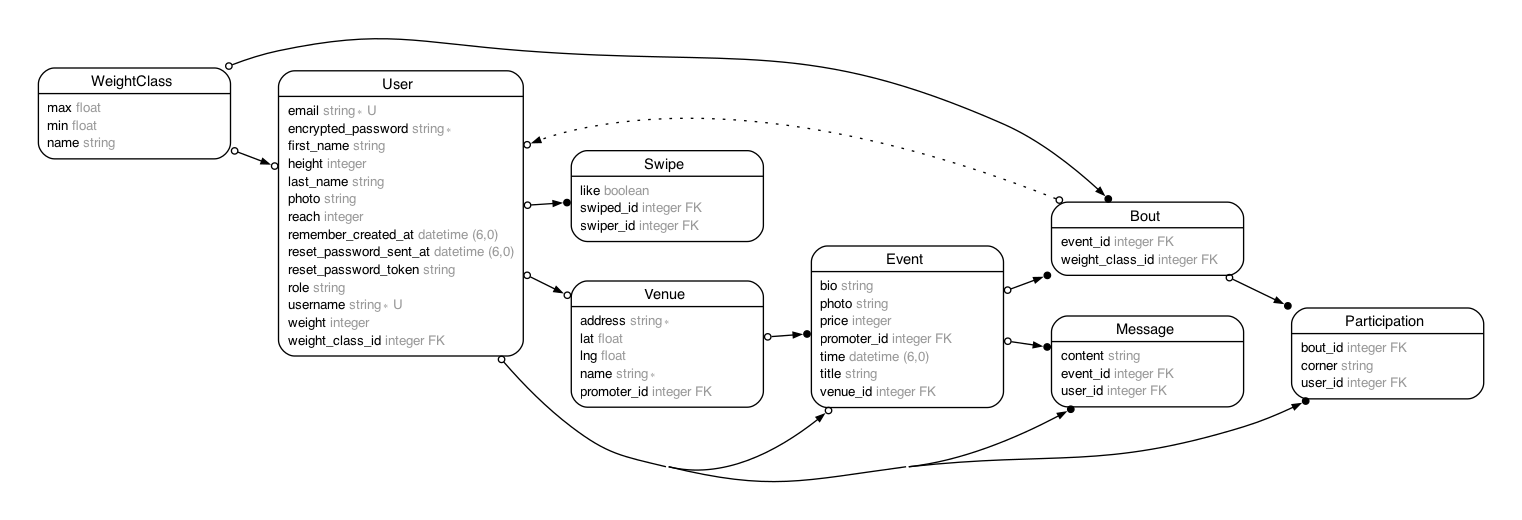 WeightClass
max float
min float
name string
User
email string∗ U
encrypted_password string∗
first_name string
height integer
last_name string
photo string
reach integer
remember_created_at datetime (6,0)
reset_password_sent_at datetime (6,0)
reset_password_token string
role string
username string∗ U
weight integer
weight_class_id integer FK
Swipe
like boolean
swiped_id integer FK
swiper_id integer FK
Venue
address string∗
lat float
lng float
name string∗
promoter_id integer FK
Event
bio string
photo string
price integer
promoter_id integer FK
time datetime (6,0)
title string
venue_id integer FK
Bout
event_id integer FK
weight_class_id integer FK
Message
content string
event_id integer FK
user_id integer FK
Participation
bout_id integer FK
corner string
user_id integer FK